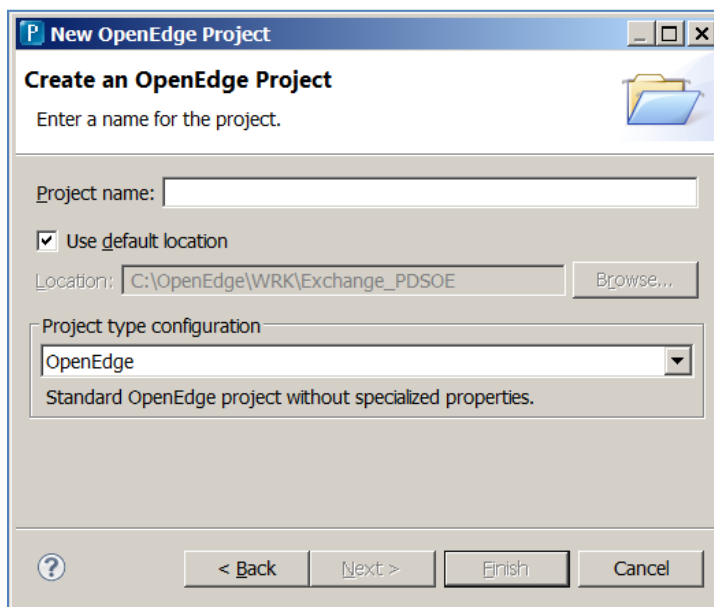 P New OpenEdge Project
Create an OpenEdge Project
Enter a name for the project.
Project name:
Use default location
Location: C:\OpenEdge\WRK\Exchange_PDSOE Browse...
Project type configuration
OpenEdge
Standard OpenEdge project without specialized properties.
? < Back Next > Finish Cancel